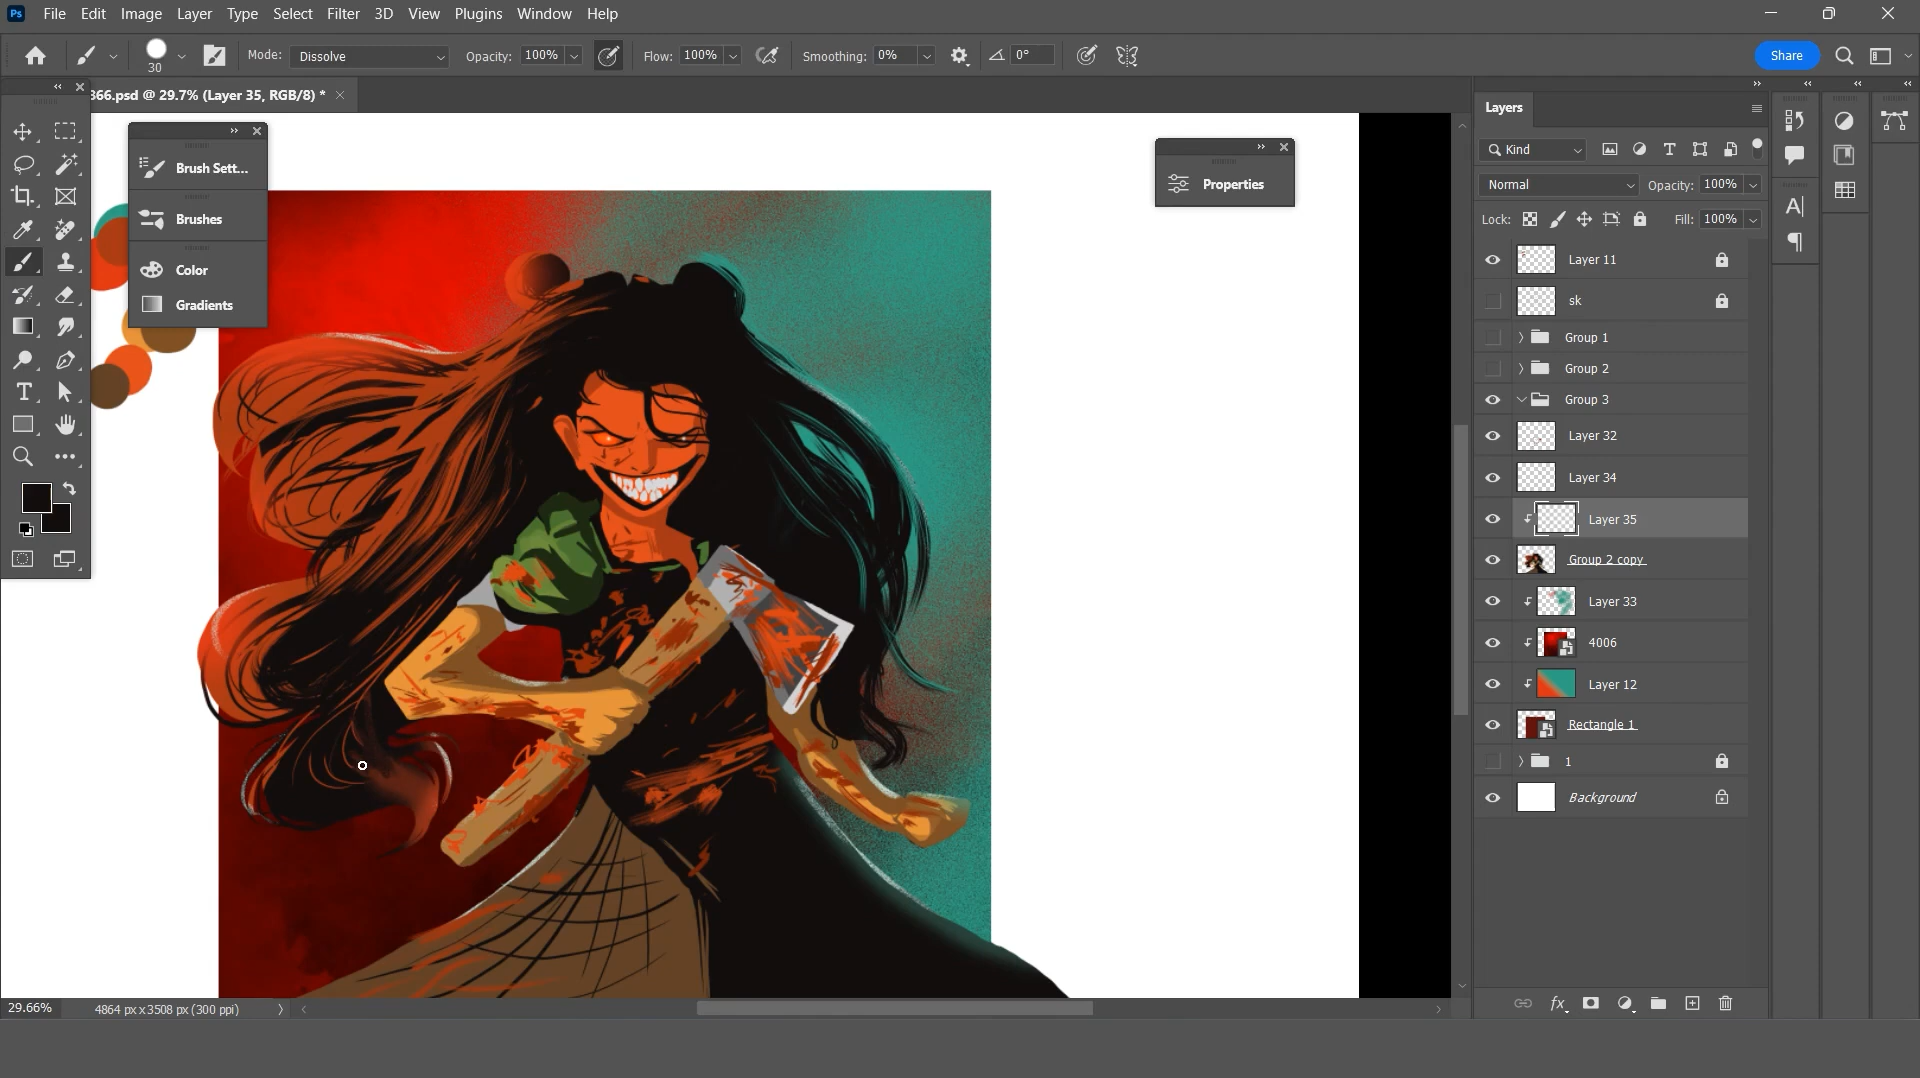 Ps File Edit Image Layer Type Select Filter 3D View Plugins Window Help
30 Mode: Dissolve Opacity: 100% Flow: 100% Smoothing: 0% 0° Share
366.psd @ 29.7% (Layer 35, RGB/8) *
Brush Sett...
Brushes
Color
Gradients
Properties
Layers
Kind
Normal Opacity: 100%
Lock: Fill: 100%
Layer 11
sk
Group 1
Group 2
Group 3
Layer 32
Layer 34
Layer 35
Group 2 copy
Layer 33
4006
Layer 12
Rectangle 1
1
Background
29.66% 4864 px x 3508 px (300 ppi)